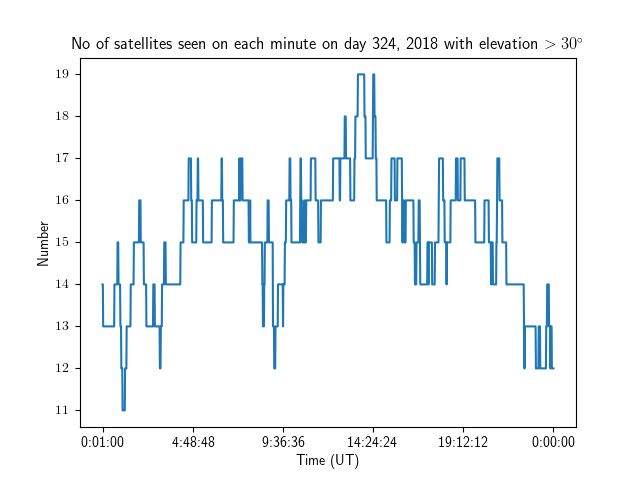 No of satellites seen on each minute on day 324, 2018 with elevation > 30°
19
18
17
16
15
14
13
12
11
Number
0:01:00 4:48:48 9:36:36 14:24:24 19:12:12 0:00:00
Time (UT)